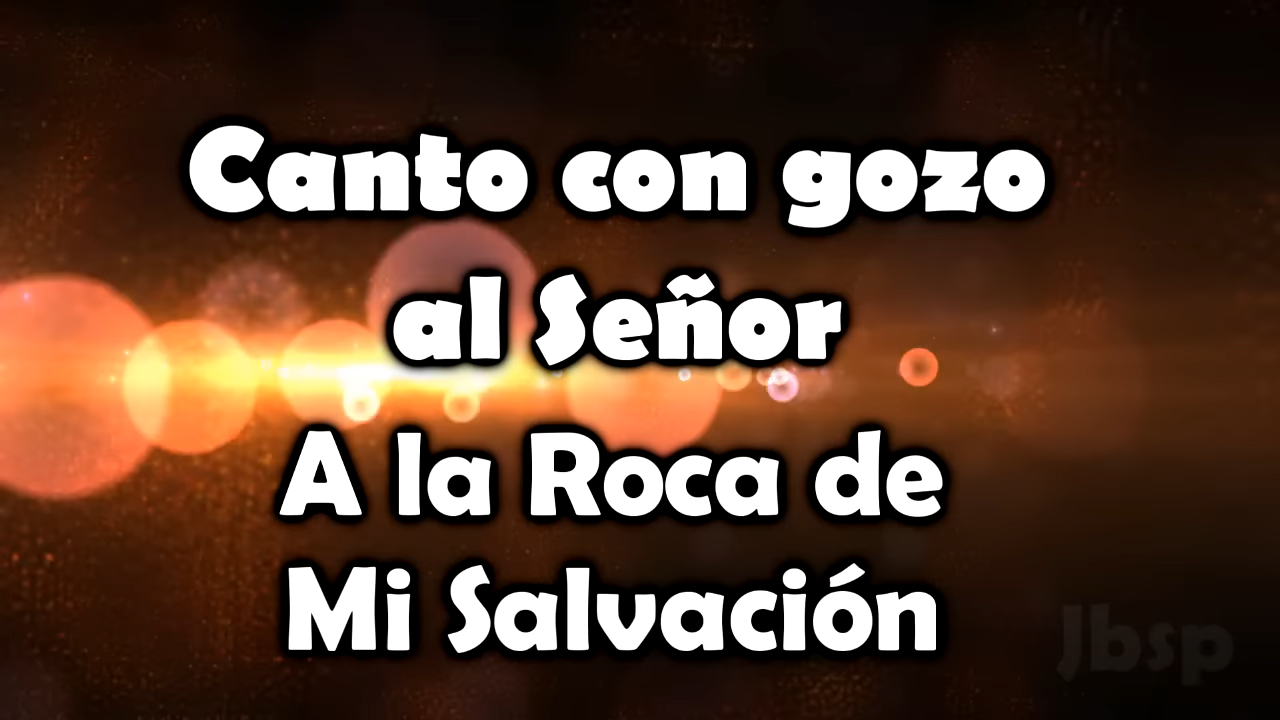 Canto con gozo
al Señor
A la Roca de
Mi Salvación
Jbsp